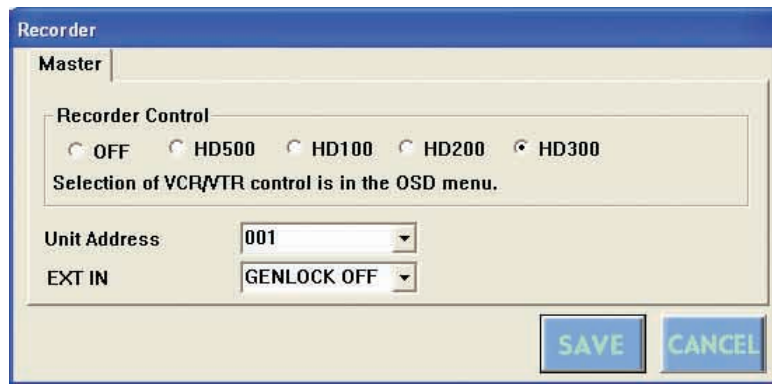 Recorder
Master
Recorder Control
OFF HD500 HD100 HD200 HD300
Selection of VCR/VTR control is in the OSD menu.
Unit Address 001
EXT IN GENLOCK OFF
SAVE CANCEL